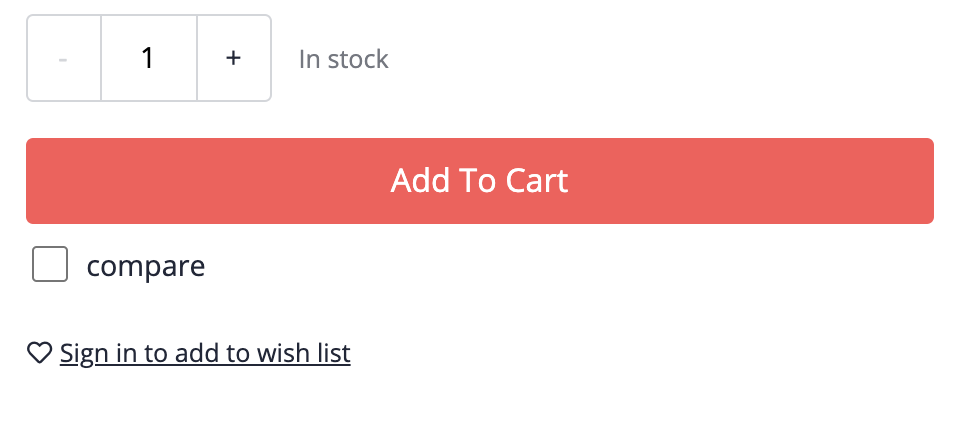 - 1 + In stock
Add To Cart
compare
Sign in to add to wish list